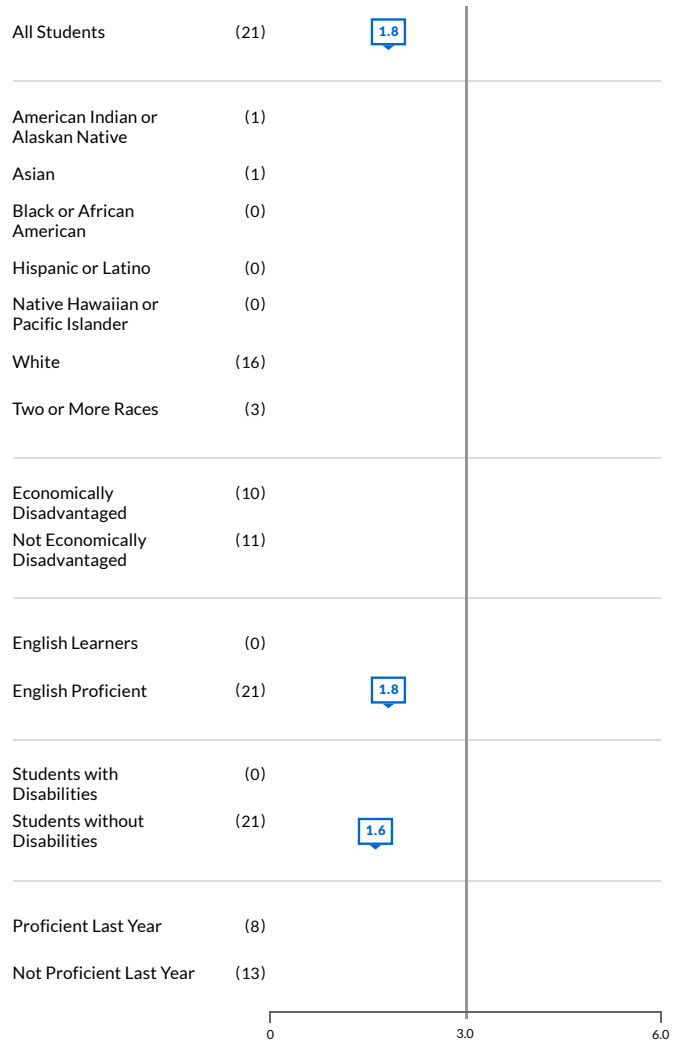 All Students (21) 1.8
American Indian or (1)
Alaskan Native
Asian (1)
Black or African (0)
American
Hispanic or Latino (0)
Native Hawaiian or (0)
Pacific Islander
White (16)
Two or More Races (3)
Economically (10)
Disadvantaged
Not Economically (11)
Disadvantaged
English Learners (0)
English Proficient (21) 1.8
Students with (0)
Disabilities
Students without (21) 1.6
Disabilities
Proficient Last Year (8)
Not Proficient Last Year (13)
0 3.0 6.0